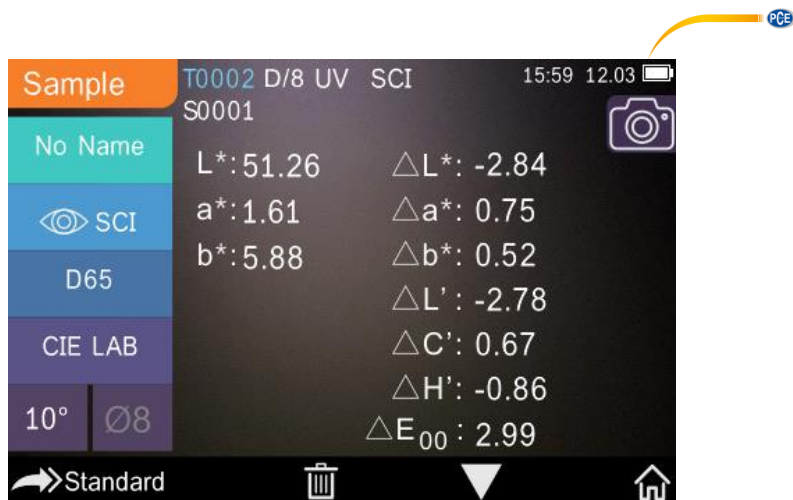 PCE
Sample T0002 D/8 UV SCI 15:59 12.03
S0001
No Name
L*:51.26 △L*: -2.84
SCI a*:1.61 △a*: 0.75
b*:5.88 △b*: 0.52
D65
△L’: -2.78
CIE LAB △C’: 0.67
△H’: -0.86
10° Ø8 △E00: 2.99
Standard